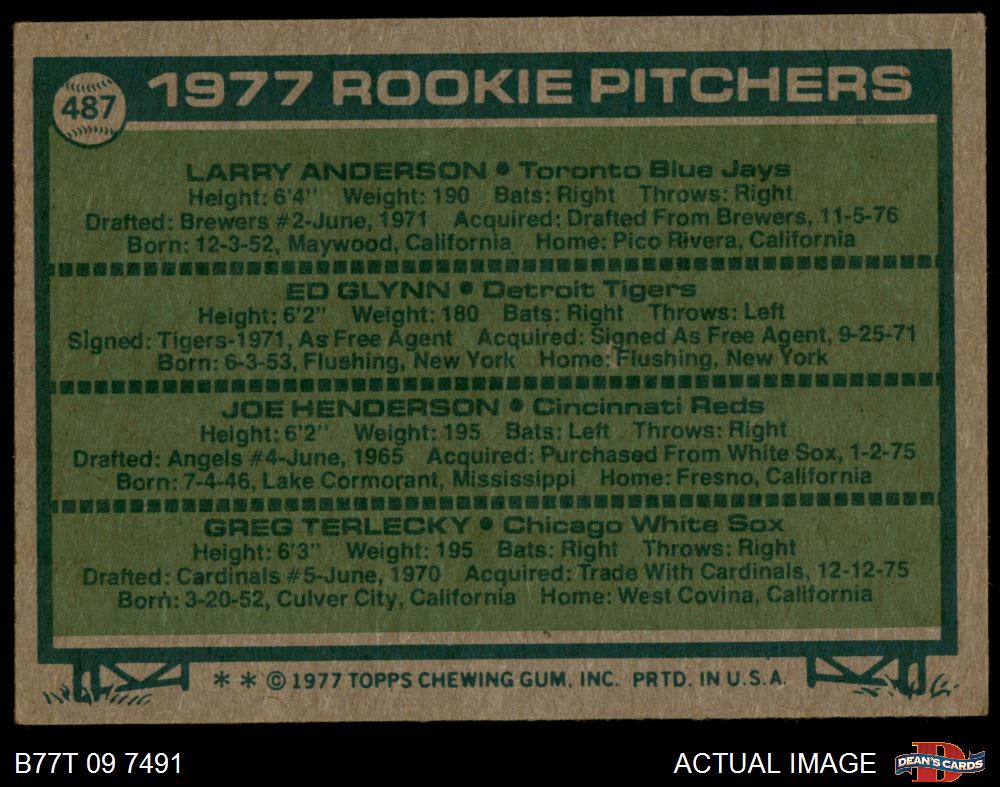 487
1977 ROOKIE PITCHERS
LARRY ANDERSON • Toronto Blue Jays
Height: 6'4" Weight: 190 Bats: Right Throws: Right
Drafted: Brewers #2-June, 1971 Acquired: Drafted From Brewers, 11-5-76
Born: 12-3-52, Maywood, California Home: Pico Rivera, California
ED GLYNN • Detroit Tigers
Height: 6'2" Weight: 180 Bats: Right Throws: Left
Signed: Tigers-1971, As Free Agent Acquired: Signed As Free Agent, 9-25-71
Born: 6-3-53, Flushing, New York Home: Flushing, New York
JOE HENDERSON • Cincinnati Reds
Height: 6'2" Weight: 195 Bats: Left Throws: Right
Drafted: Angels #4-June, 1965 Acquired: Purchased From White Sox, 1-2-75
Born: 7-4-46, Lake Cormorant, Mississippi Home: Fresno, California
GREG TERLECKY • Chicago White Sox
Height: 6'3" Weight: 195 Bats: Right Throws: Right
Drafted: Cardinals #5-June, 1970 Acquired: Trade With Cardinals, 12-12-75
Born: 3-20-52, Culver City, California Home: West Covina, California
* * © 1977 TOPPS CHEWING GUM, INC. PRTD. IN U.S.A.
B77T 09 7491
ACTUAL IMAGE
D
DEAN'S CARDS